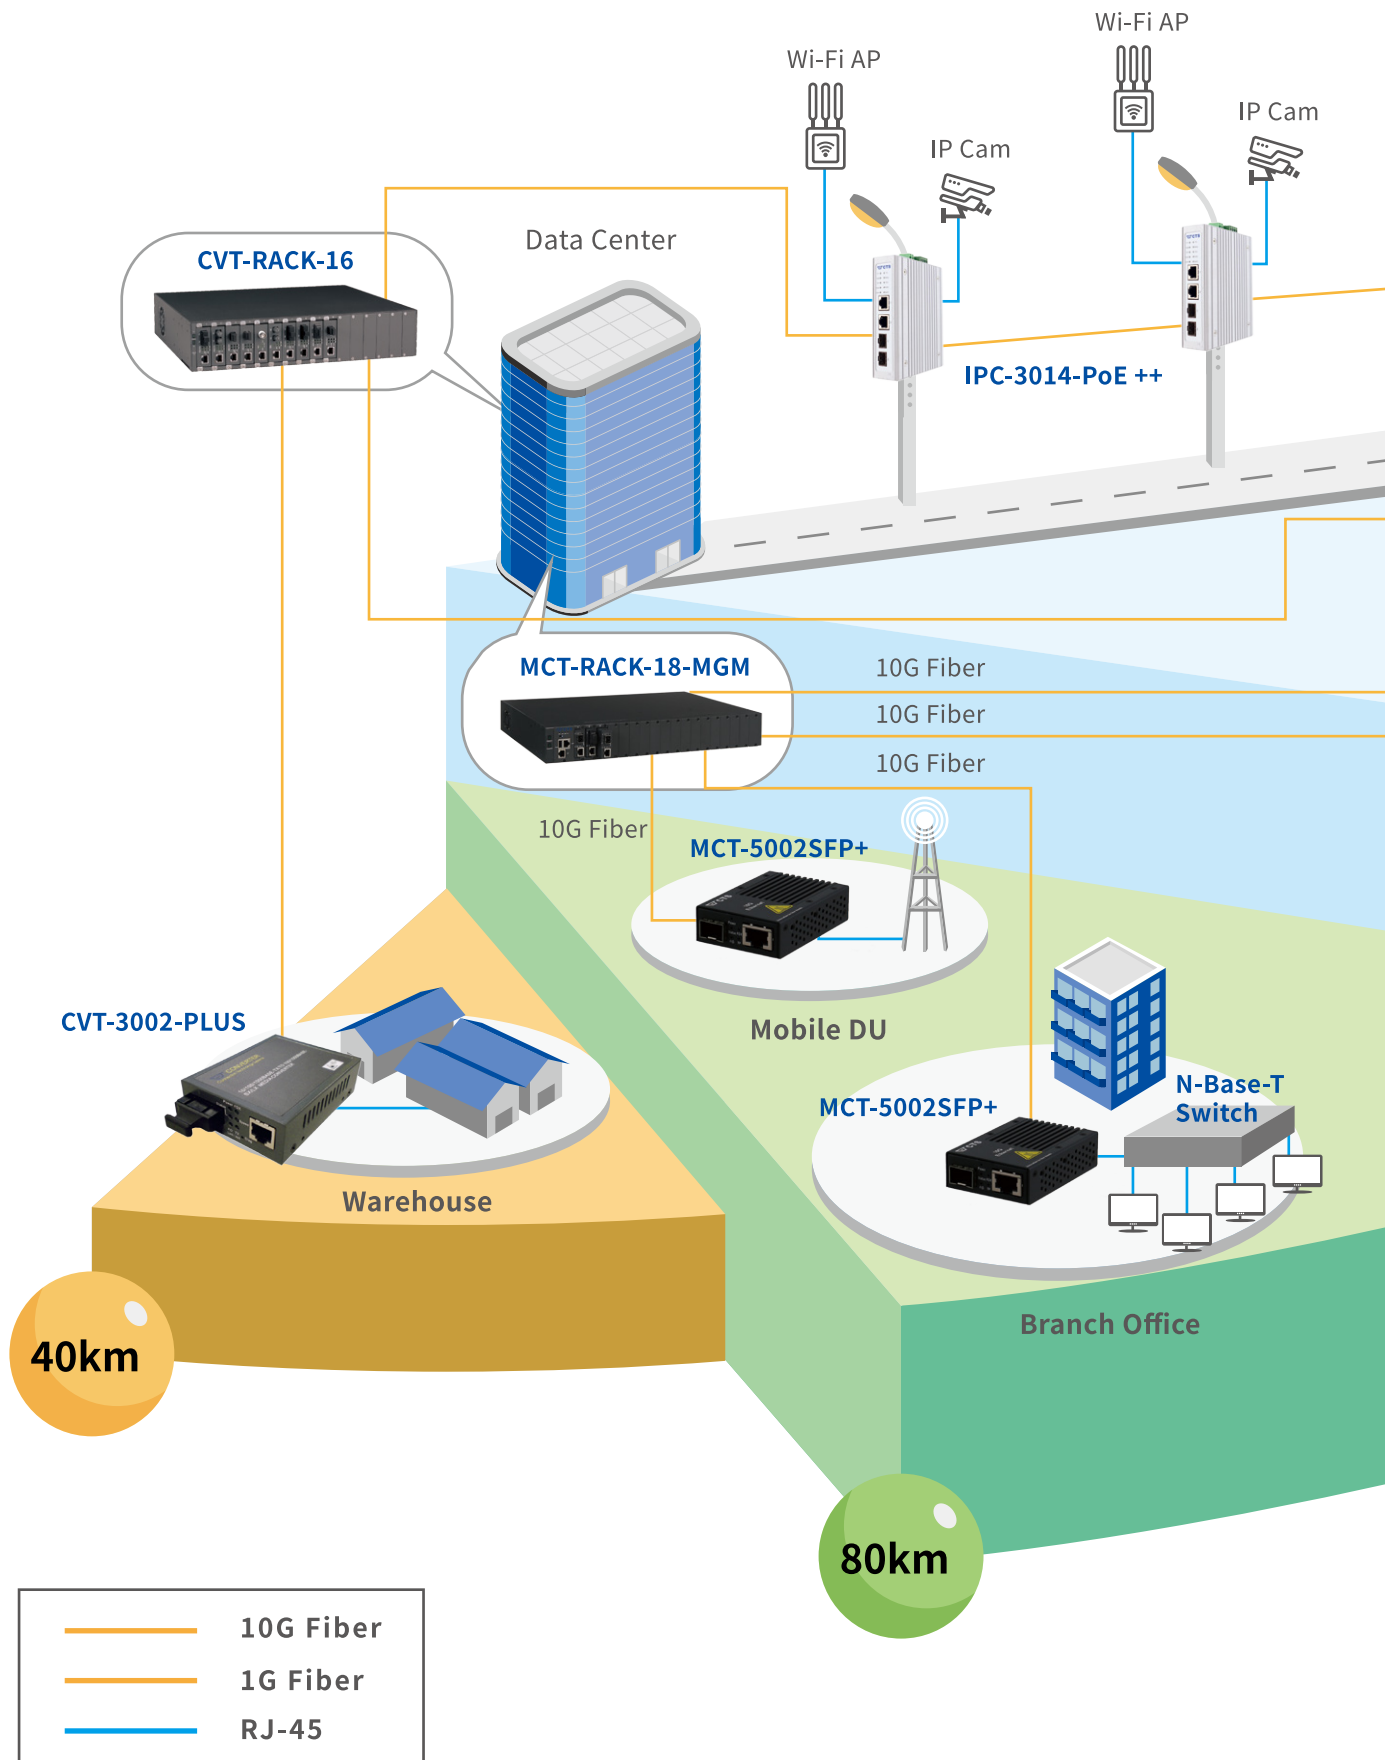 Wi-Fi AP
Wi-Fi AP
IP Cam
IP Cam
Data Center
CVT-RACK-16
IPC-3014-PoE ++
MCT-RACK-18-MGM
10G Fiber
10G Fiber
10G Fiber
10G Fiber
MCT-5002SFP+
CVT-3002-PLUS
Mobile DU
N-Base-T
Switch
MCT-5002SFP+
Warehouse
Branch Office
40km
80km
10G Fiber
1G Fiber
RJ-45